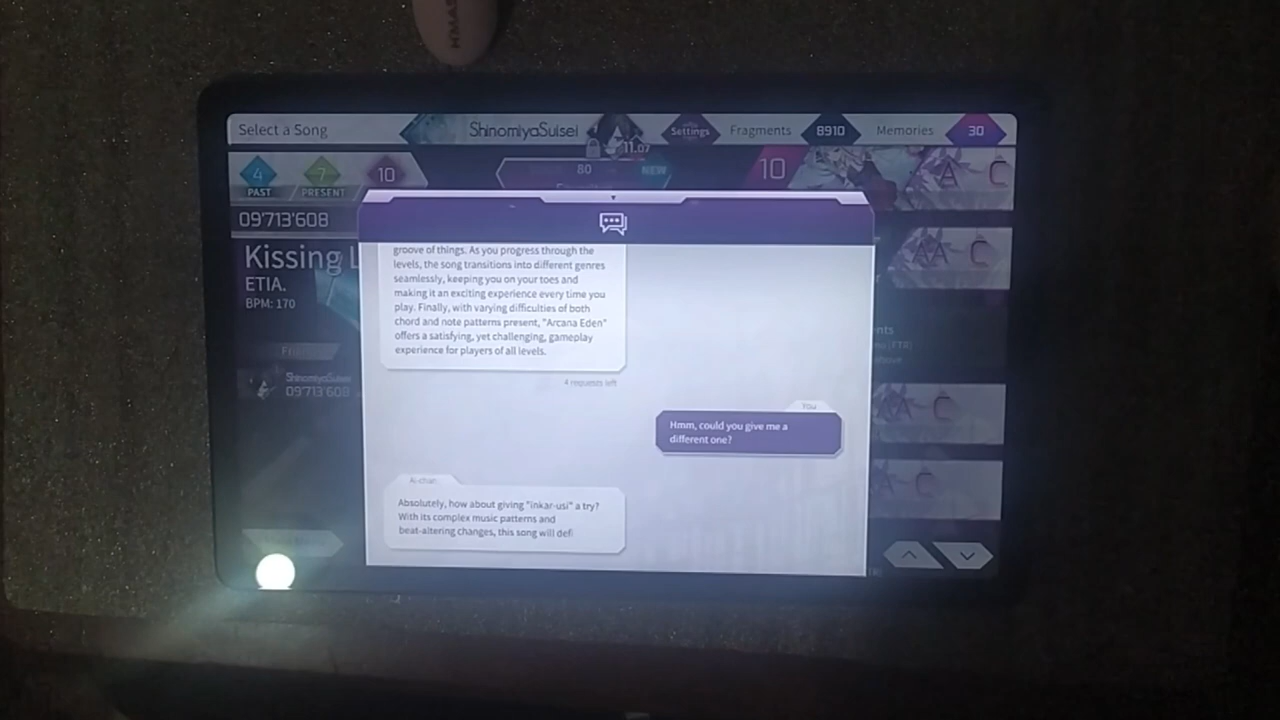 Select a Song
ShinomiyaSuisei
Settings
Fragments
8910
Memories
30
11.07
4
7
10
PAST
PRESENT
80
NEW
10
A
C
09'713'608
AA
C
Kissing L
ETIA.
BPM: 170
groove of things. As you progress through the
levels, the song transitions into different genres
seamlessly, keeping you on your toes and
making it an exciting experience every time you
play. Finally, with varying difficulties of both
chord and note patterns present, "Arcana Eden"
offers a satisfying, yet challenging, gameplay
experience for players of all levels.
4 requests left
ShinomiyaSuisei
09'713'608
You
Hmm, could you give me a
different one?
Ai-chan
Absolutely, how about giving "inkar-usi" a try?
With its complex music patterns and
beat-altering changes, this song will defi
C
C